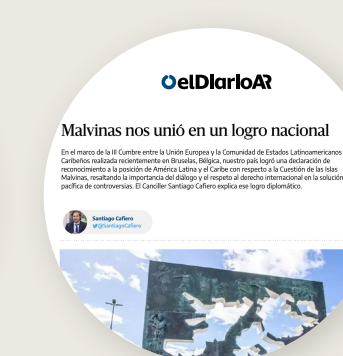 elDIarioAR
Malvinas nos unió en un logro nacional
En el marco de la III Cumbre entre la Unión Europea y la Comunidad de Estados Latinoamericanos
Caribeños realizada recientemente en Bruselas, Bélgica, nuestro país logró una declaración de
reconocimiento a la posición de América Latina y el Caribe con respecto a la Cuestión de las Islas
Malvinas, resaltando la importancia del diálogo y el respeto al derecho internacional en la solución
pacífica de controversias. El Canciller Santiago Cafiero explica ese logro diplomático.
Santiago Cafiero
@SantiagoCafiero